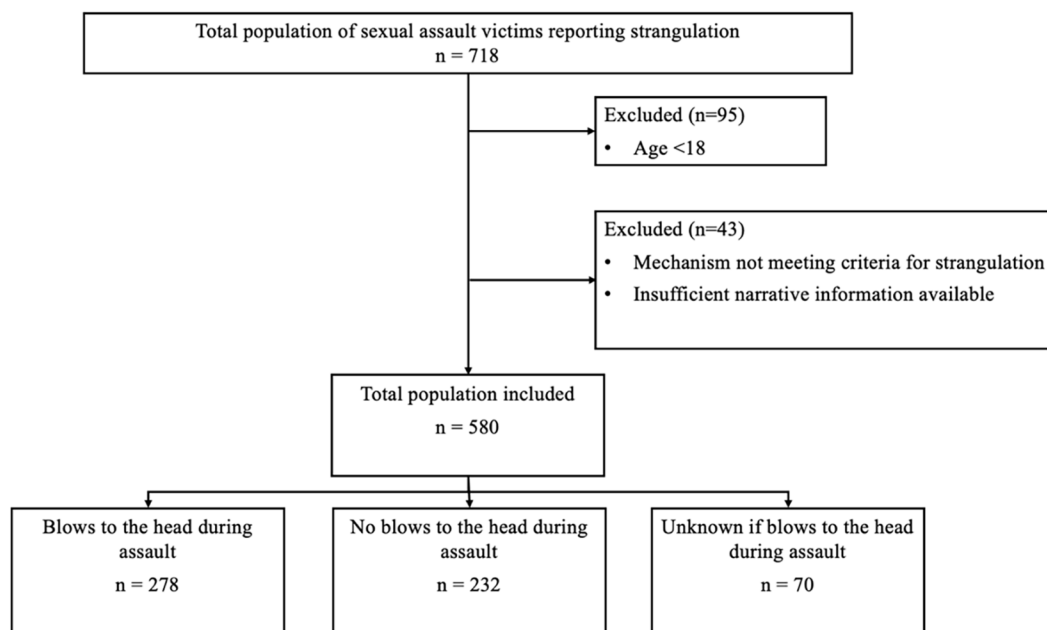 Total population of sexual assault victims reporting strangulation
n = 718
Excluded (n=95)
• Age <18
Excluded (n=43)
• Mechanism not meeting criteria for strangulation
• Insufficient narrative information available
Total population included
n = 580
Blows to the head during
assault
n = 278
No blows to the head during
assault
n = 232
Unknown if blows to the head
during assault
n = 70